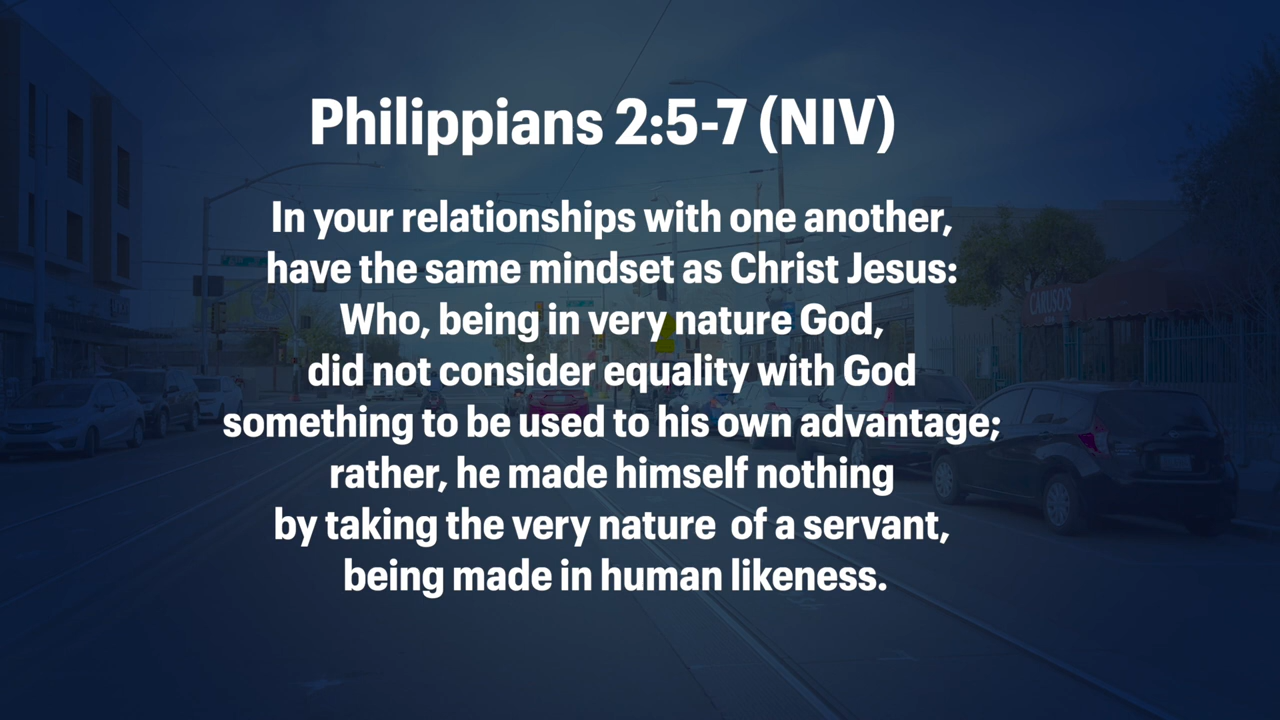 Philippians 2:5-7 (NIV)
In your relationships with one another,
have the same mindset as Christ Jesus:
Who, being in very nature God,
did not consider equality with God
something to be used to his own advantage;
rather, he made himself nothing
by taking the very nature of a servant,
being made in human likeness.
CARUSO'S